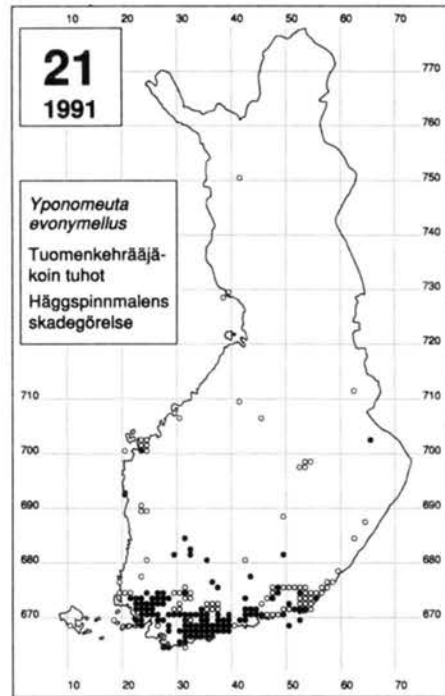 10 20 30 40 50 60 70
21
1991
770
760
Yponomeuta
evonymellus
Tuomenkehrääjä-
koin tuhot
Häggspinnmalens
skadegörelse
750
740
730
720
710 710
700 700
690 690
680 680
670 670
10 20 30 40 50 60 70